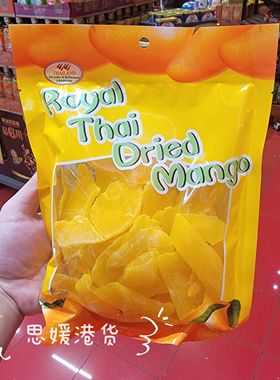 THAILAND
Royal
Thai
Dried
Mango
思媛港货